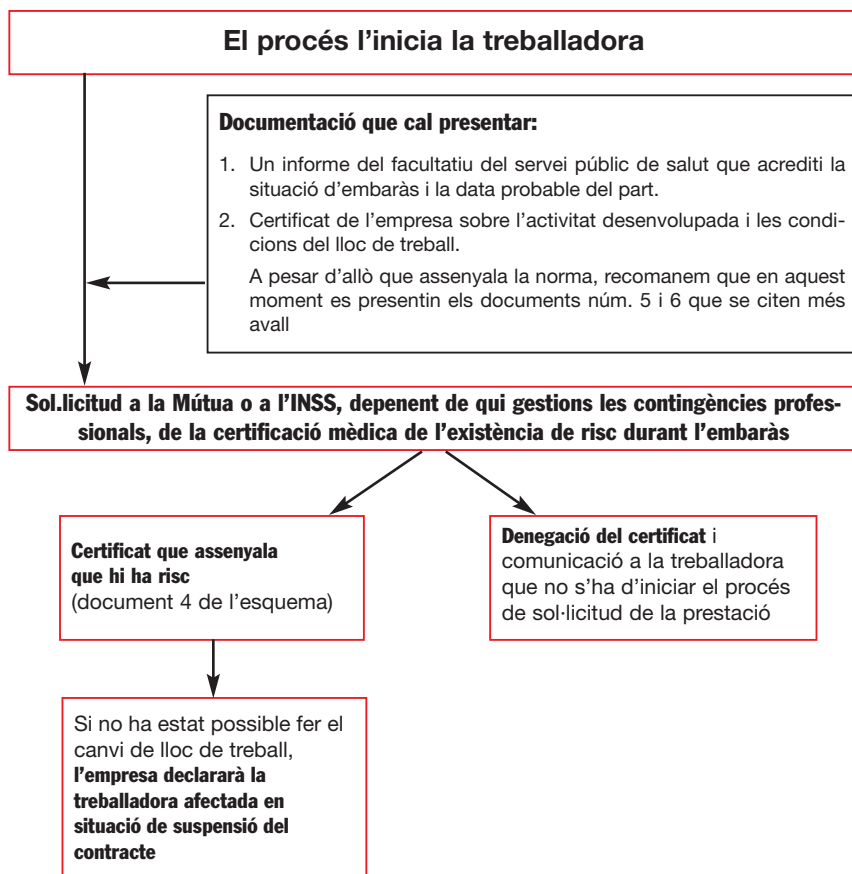 El procés l'inicia la treballadora
Documentació que cal presentar:
1. Un informe del facultatiu del servei públic de salut que acrediti la
situació d'embaràs i la data probable del part.
2. Certificat de l'empresa sobre l'activitat desenvolupada i les condi-
cions del lloc de treball.
A pesar d'allò que assenyala la norma, recomanem que en aquest
moment es presentin els documents núm. 5 i 6 que se citen més
avall
Sol.licitud a la Mútua o a l'INSS, depenent de qui gestions les contingències profes-
sionals, de la certificació mèdica de l'existència de risc durant l'embaràs
Certificat que assenyala
que hi ha risc
(document 4 de l'esquema)
Denegació del certificat i
comunicació a la treballadora
que no s'ha d'iniciar el procés
de sol·licitud de la prestació
Si no ha estat possible fer el
canvi de lloc de treball,
l'empresa declararà la
treballadora afectada en
situació de suspensió del
contracte